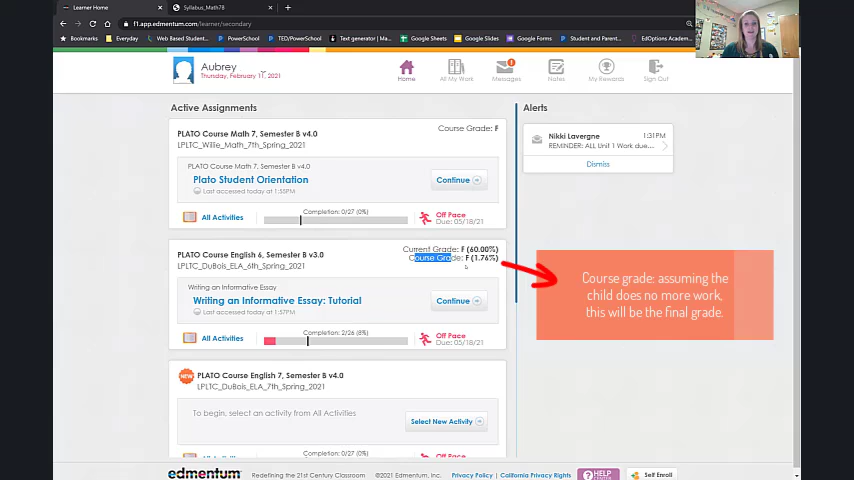 Learner Home
Syllabus_Math7B
f1.app.edmentum.com/learner/secondary
Bookmarks
Everyday
Web Based Student...
PowerSchool
TED/PowerSchool
Text generator - m...
Google Sheets
Google Slides
Google Forms
Student and Parent...
EdOptions Academ...
Aubrey
Thursday, February 11, 2021
Home
All My Work
Messages
Notes
My Rewards
Sign Out
Active Assignments
Alerts
PLATO Course Math 7, Semester B v4.0
Course Grade: F
LPLTC_Willie_Math_7th_Spring_2021
PLATO Course Math 7, Semester B v4.0
Plato Student Orientation
Last accessed today at 1:55PM
Continue
All Activities
Completion: 0/27 (0%)
Off Pace
Due: 05/18/21
Nikki Lavergne
1:31PM
REMINDER: ALL Unit 1 Work due...
Dismiss
PLATO Course English 6, Semester B v3.0
Current Grade: F (60.00%)
Course Grade: F (1.76%)
LPLTC_DuBois_ELA_6th_Spring_2021
Writing an Informative Essay
Writing an Informative Essay: Tutorial
Last accessed today at 1:57PM
Continue
All Activities
Completion: 2/26 (8%)
Off Pace
Due: 05/18/21
Course grade: assuming the
child does no more work,
this will be the final grade.
NEW
PLATO Course English 7, Semester B v4.0
LPLTC_DuBois_ELA_7th_Spring_2021
To begin, select an activity from All Activities
Select New Activity
All Activities
Off Pace
edmentum
Redefining the 21st Century Classroom
©2021 Edmentum, Inc.
Privacy Policy | California Privacy Rights
HELP
CENTER
Self Enroll